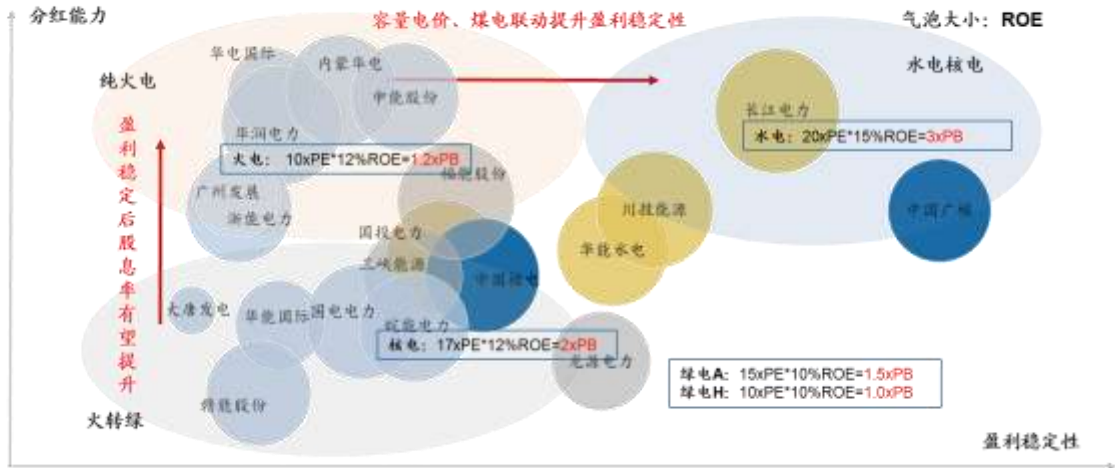 分红能力
容量电价、煤电联动提升盈利稳定性
气泡大小：ROE
华电国际
内蒙华电
申能股份
纯火电
水电核电
长江电力
水电：20xPE*15%ROE=3xPB
华润电力
火电：10xPE*12%ROE=1.2xPB
福能股份
盈利稳定后股息率有望提升
广州发展
浙能电力
川投能源
中国广核
国投电力
华能水电
三峡能源
中国核电
大唐发电
华能国际
国电电力
皖能电力
核电：17xPE*12%ROE=2xPB
龙源电力
绿电A：15xPE*10%ROE=1.5xPB
绿电H：10xPE*10%ROE=1.0xPB
赣能股份
火转绿
盈利稳定性